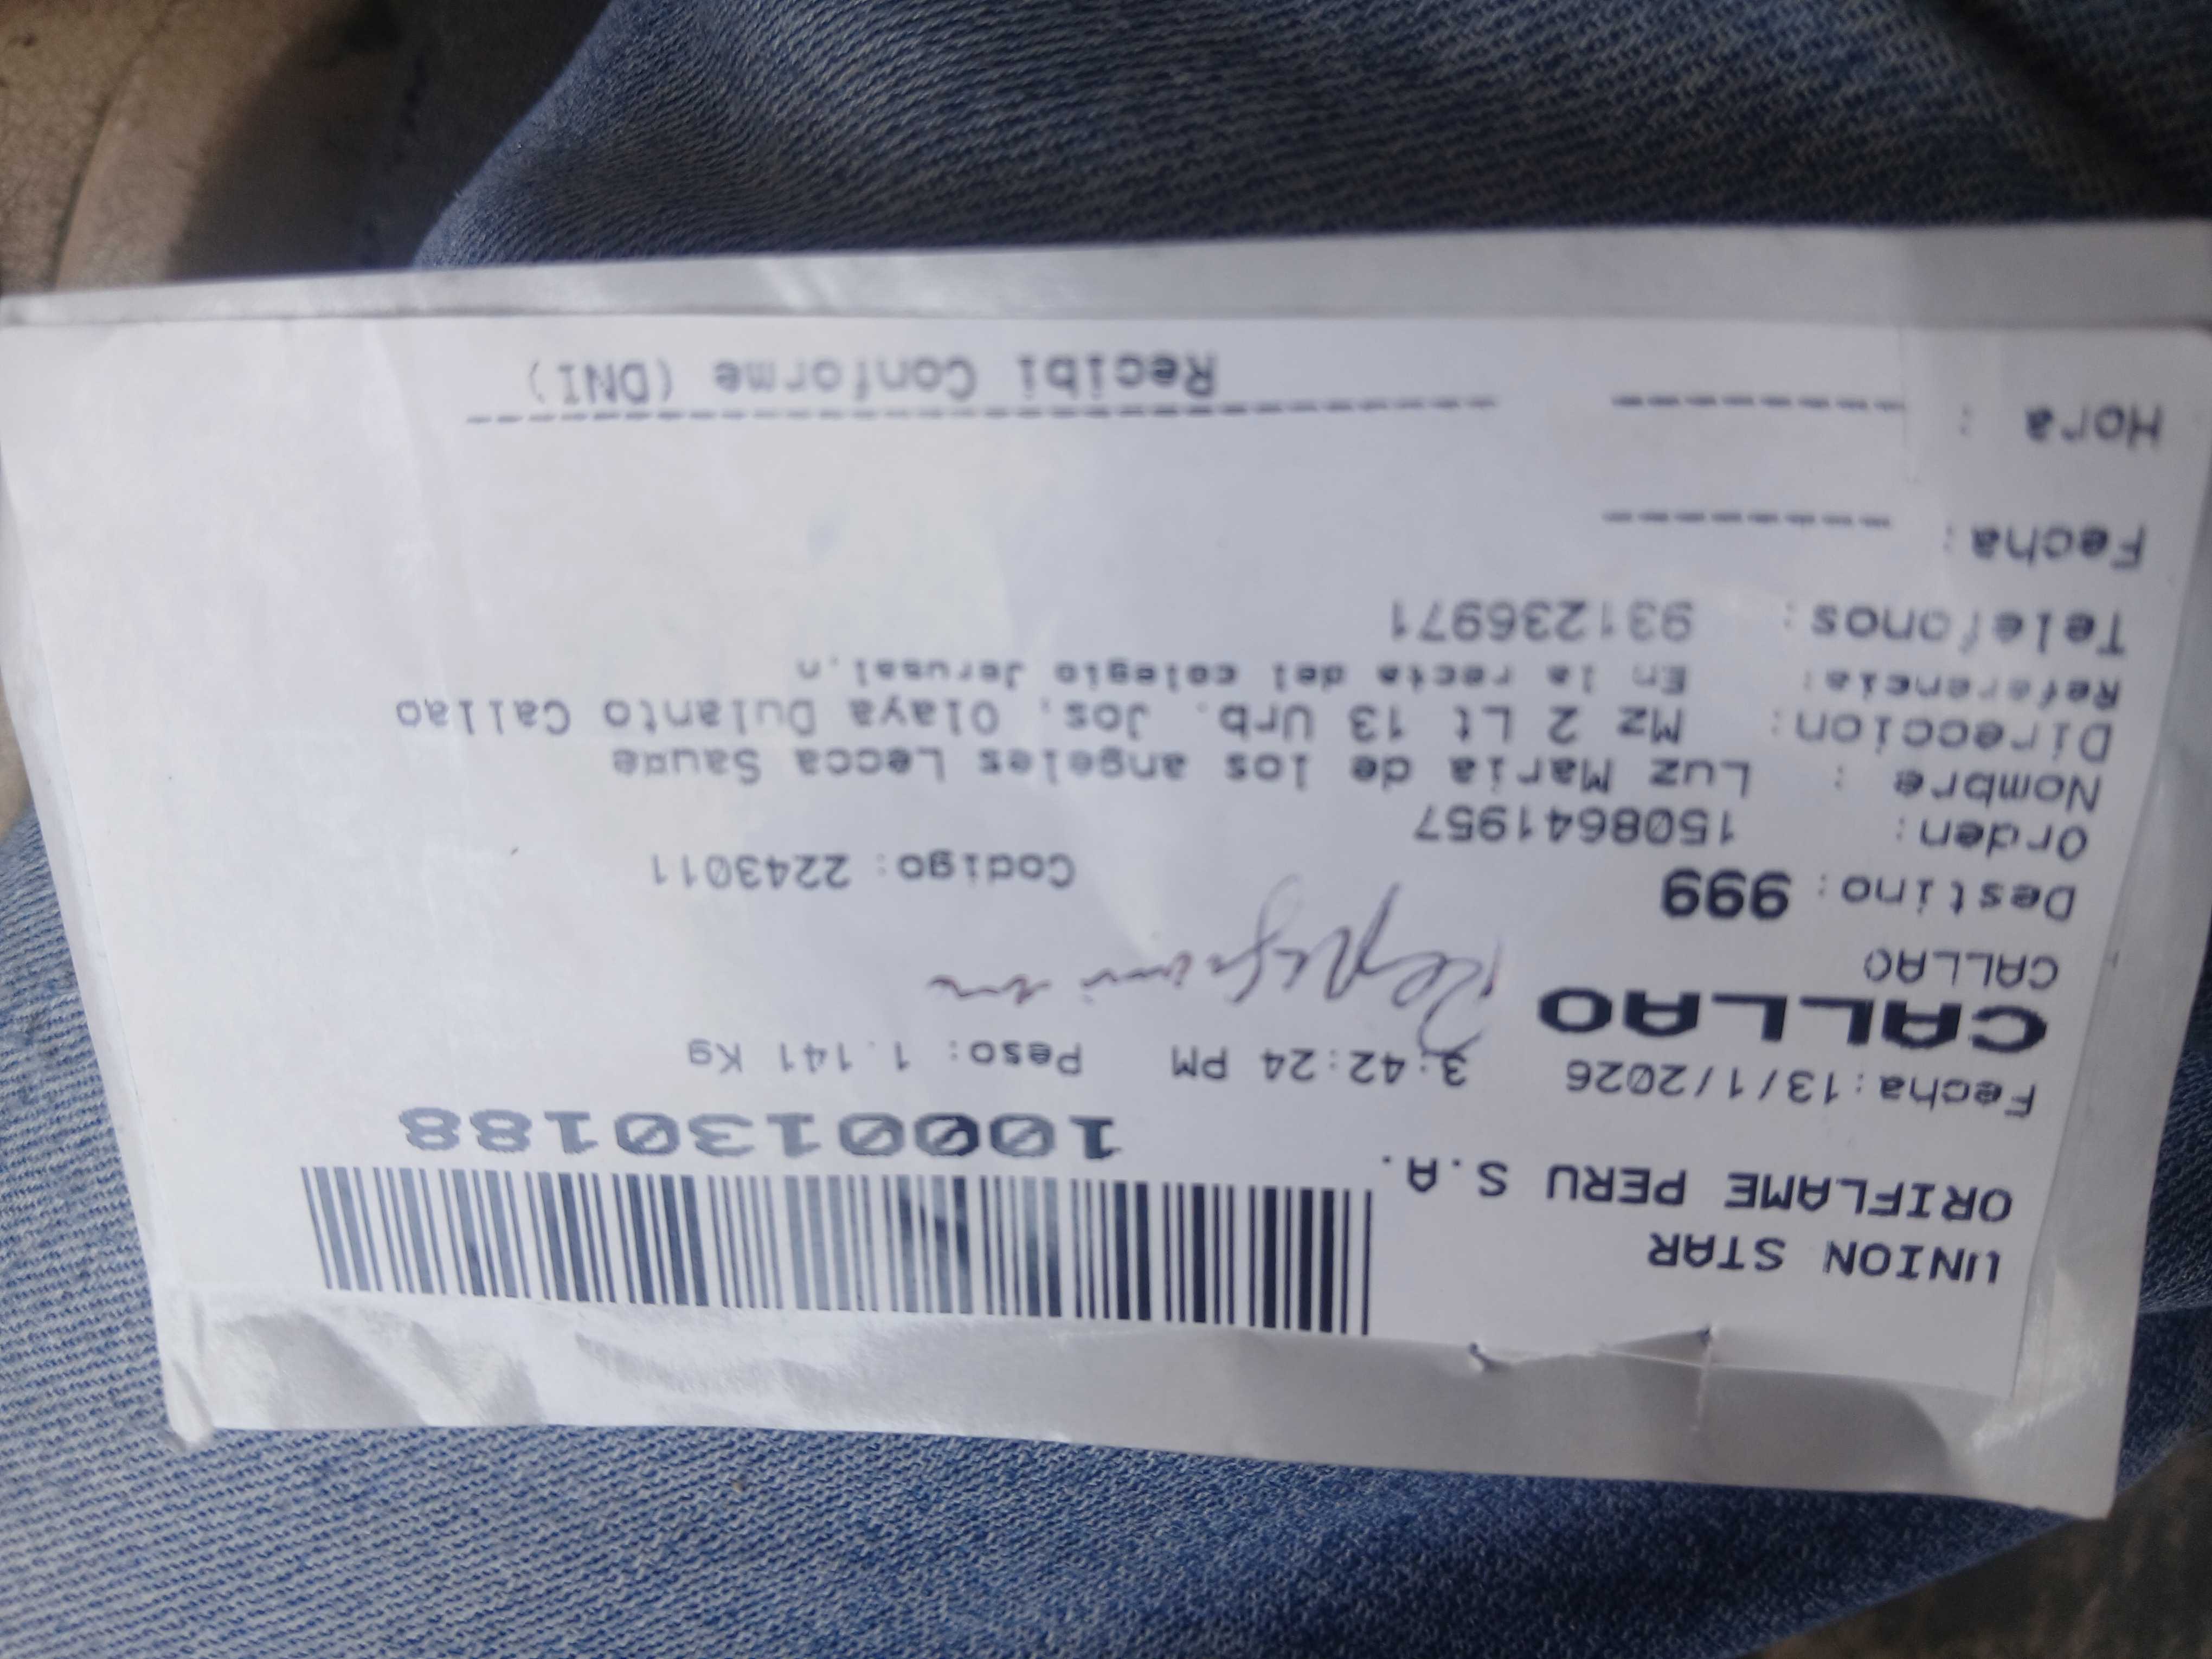 UNION STAR
ORIFLAME PERU S.A.
1000130188
Fecha:13/1/2026 3:42:24 PM Peso: 1.141 Kg
CALLAO
CALLAO
Destino: 999 Codigo: 2243011
Orden: 1508641957
Nombre : Luz Maria de los angeles Lecca Sau¤e
Direccion: Mz 2 Lt 13 Urb. Jos. Olaya Dulanto Callao
Referencia: En la recta del colegio Jerusal.n
Telefonos: 931236971
Fecha:
Hora :
Recibi Conforme (DNI)